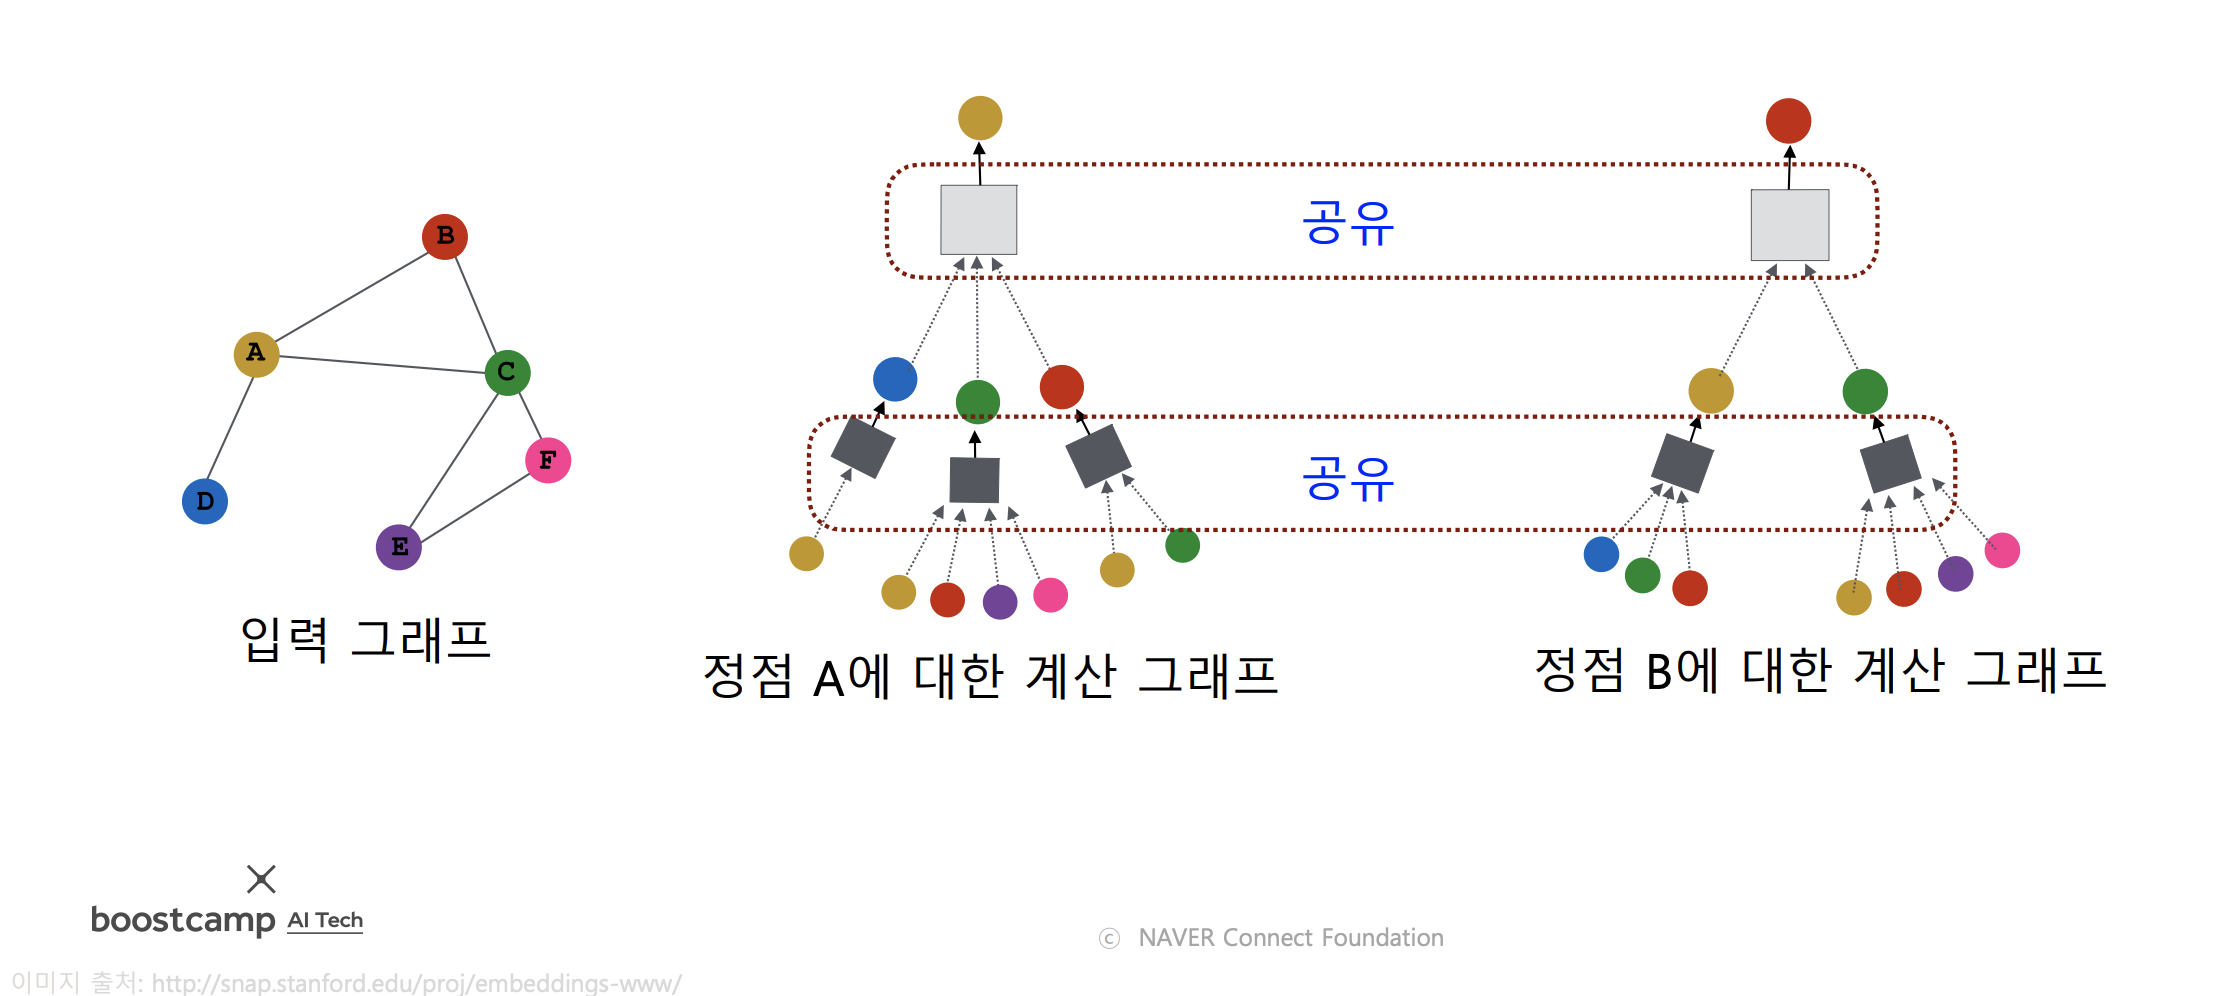 B
A
C
F
D
E
입력 그래프
공유
공유
정점 A에 대한 계산 그래프
정점 B에 대한 계산 그래프
boostcamp AI Tech
ⓒ NAVER Connect Foundation
이미지 출처: http://snap.stanford.edu/proj/embeddings-www/